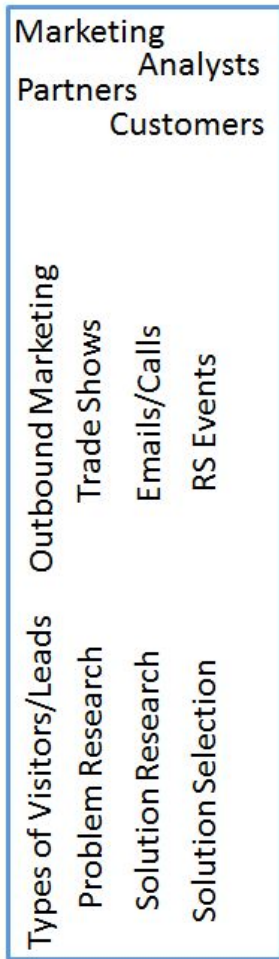 Marketing
Analysts
Partners
Customers
Outbound Marketing
Trade Shows
Emails/Calls
RS Events
Types of Visitors/Leads
Problem Research
Solution Research
Solution Selection